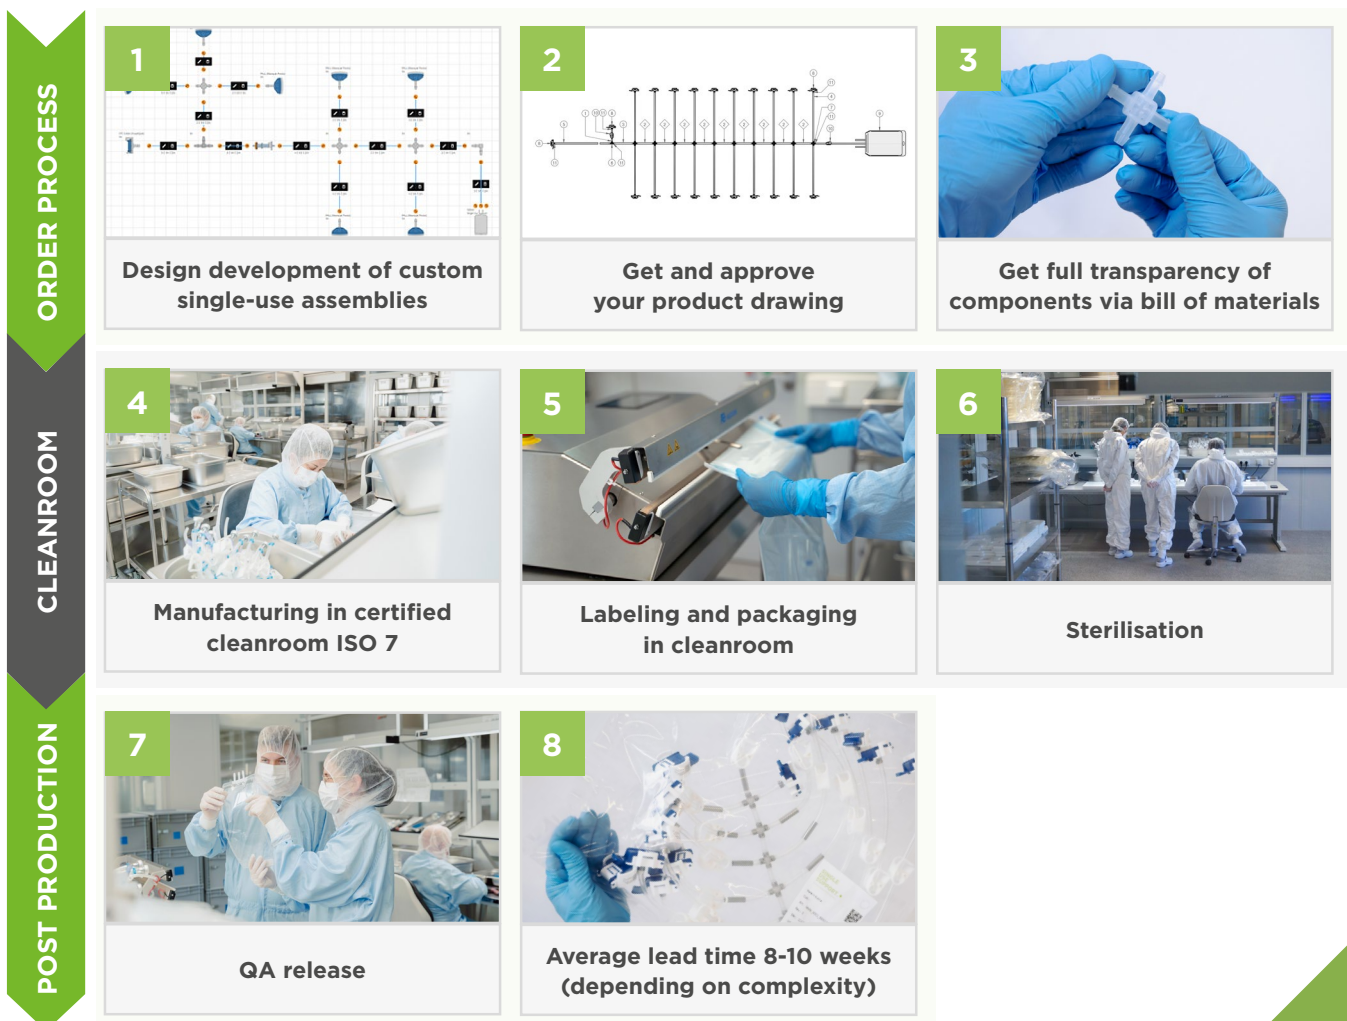 ORDER PROCESS
1
Design development of custom
single-use assemblies
2
Get and approve
your product drawing
3
Get full transparency of
components via bill of materials
CLEANROOM
4
Manufacturing in certified
cleanroom ISO 7
5
Labeling and packaging
in cleanroom
6
Sterilisation
POST PRODUCTION
7
QA release
8
Average lead time 8-10 weeks
(depending on complexity)